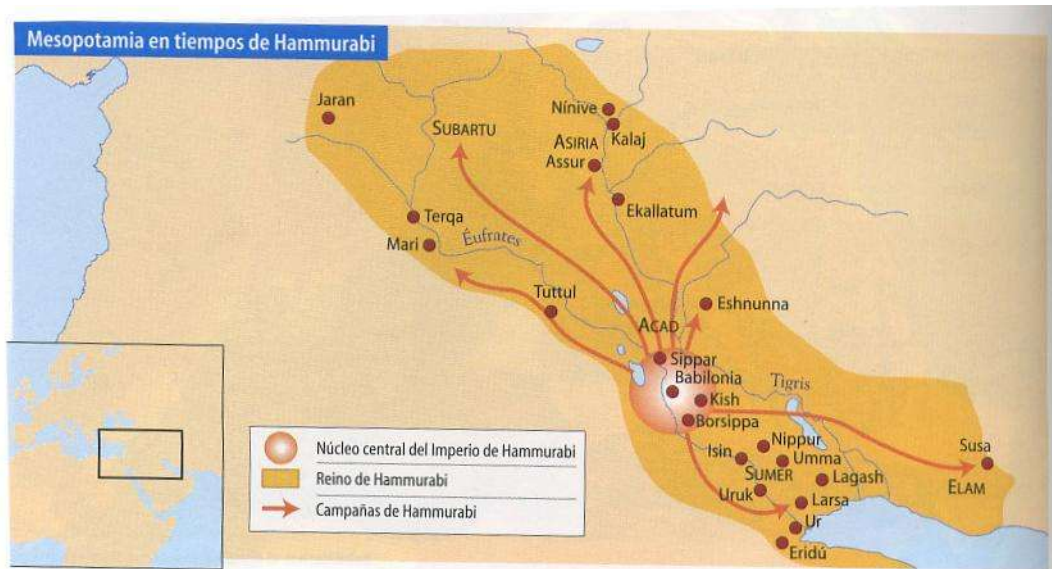 Mesopotamia en tiempos de Hammurabi
Jaran
SUBARTU
Nínive
Kalaj
ASIRIA
Assur
Ekallatum
Terqa
Mari
Éufrates
Tuttul
Eshnunna
ACAD
Sippar
Babilonia
Tigris
Kish
Borsippa
Nippur
Isin
Umma
SUMER
Lagash
Uruk
Larsa
Ur
Eridú
Susa
ELAM
Núcleo central del Imperio de Hammurabi
Reino de Hammurabi
Campañas de Hammurabi